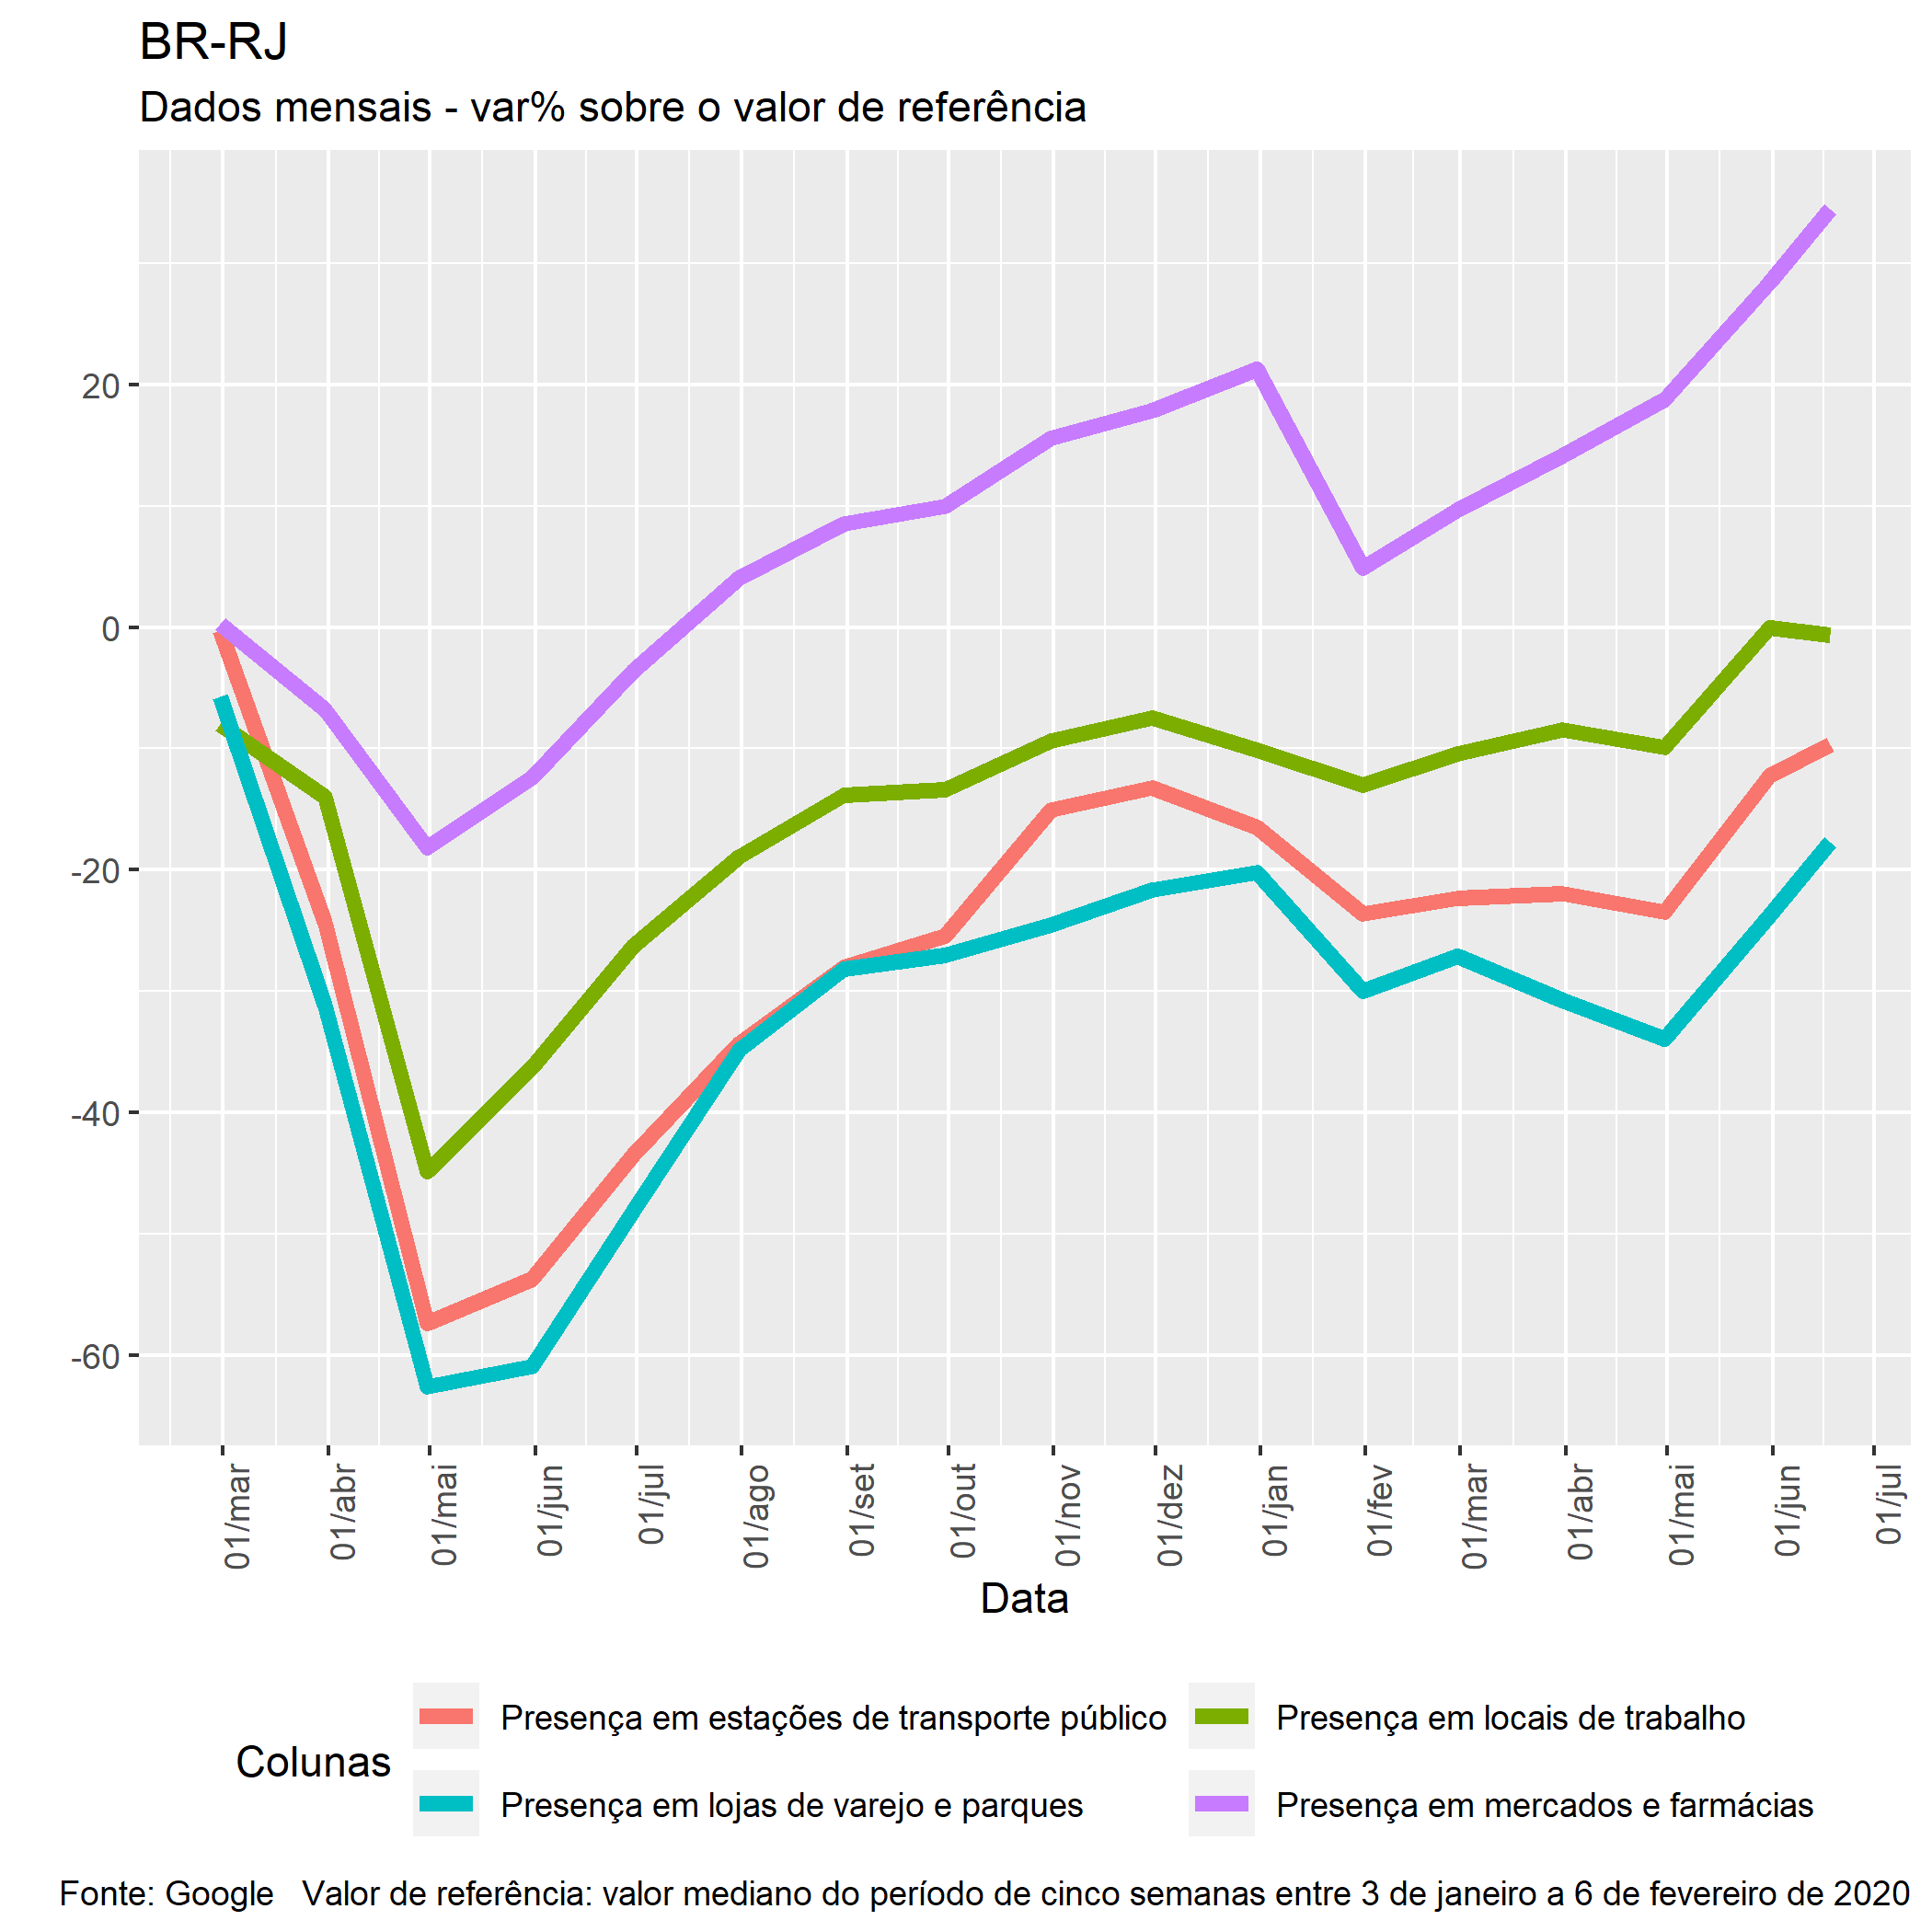 BR-RJ
Dados mensais - var% sobre o valor de referência
20
0
-20
-40
-60
01/mar
01/abr
01/mai
01/jun
01/jul
01/ago
01/set
01/out
01/nov
01/dez
01/jan
01/fev
01/mar
01/abr
01/mai
01/jun
01/jul
Data
Colunas
Presença em estações de transporte público
Presença em locais de trabalho
Presença em lojas de varejo e parques
Presença em mercados e farmácias
Fonte: Google   Valor de referência: valor mediano do período de cinco semanas entre 3 de janeiro a 6 de fevereiro de 2020